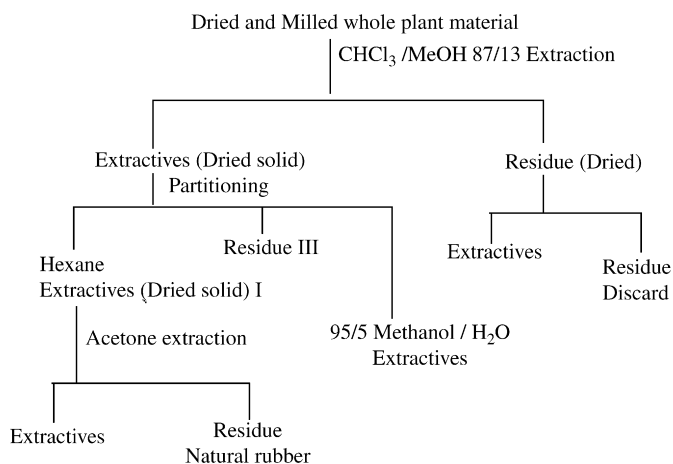 Dried and Milled whole plant material
CHCl₃ /MeOH 87/13 Extraction
Extractives (Dried solid)
Partitioning
Residue (Dried)
Residue III
Hexane
Extractives (Dried solid) I
Extractives
Residue
Discard
95/5 Methanol / H₂O
Extractives
Acetone extraction
Extractives
Residue
Natural rubber